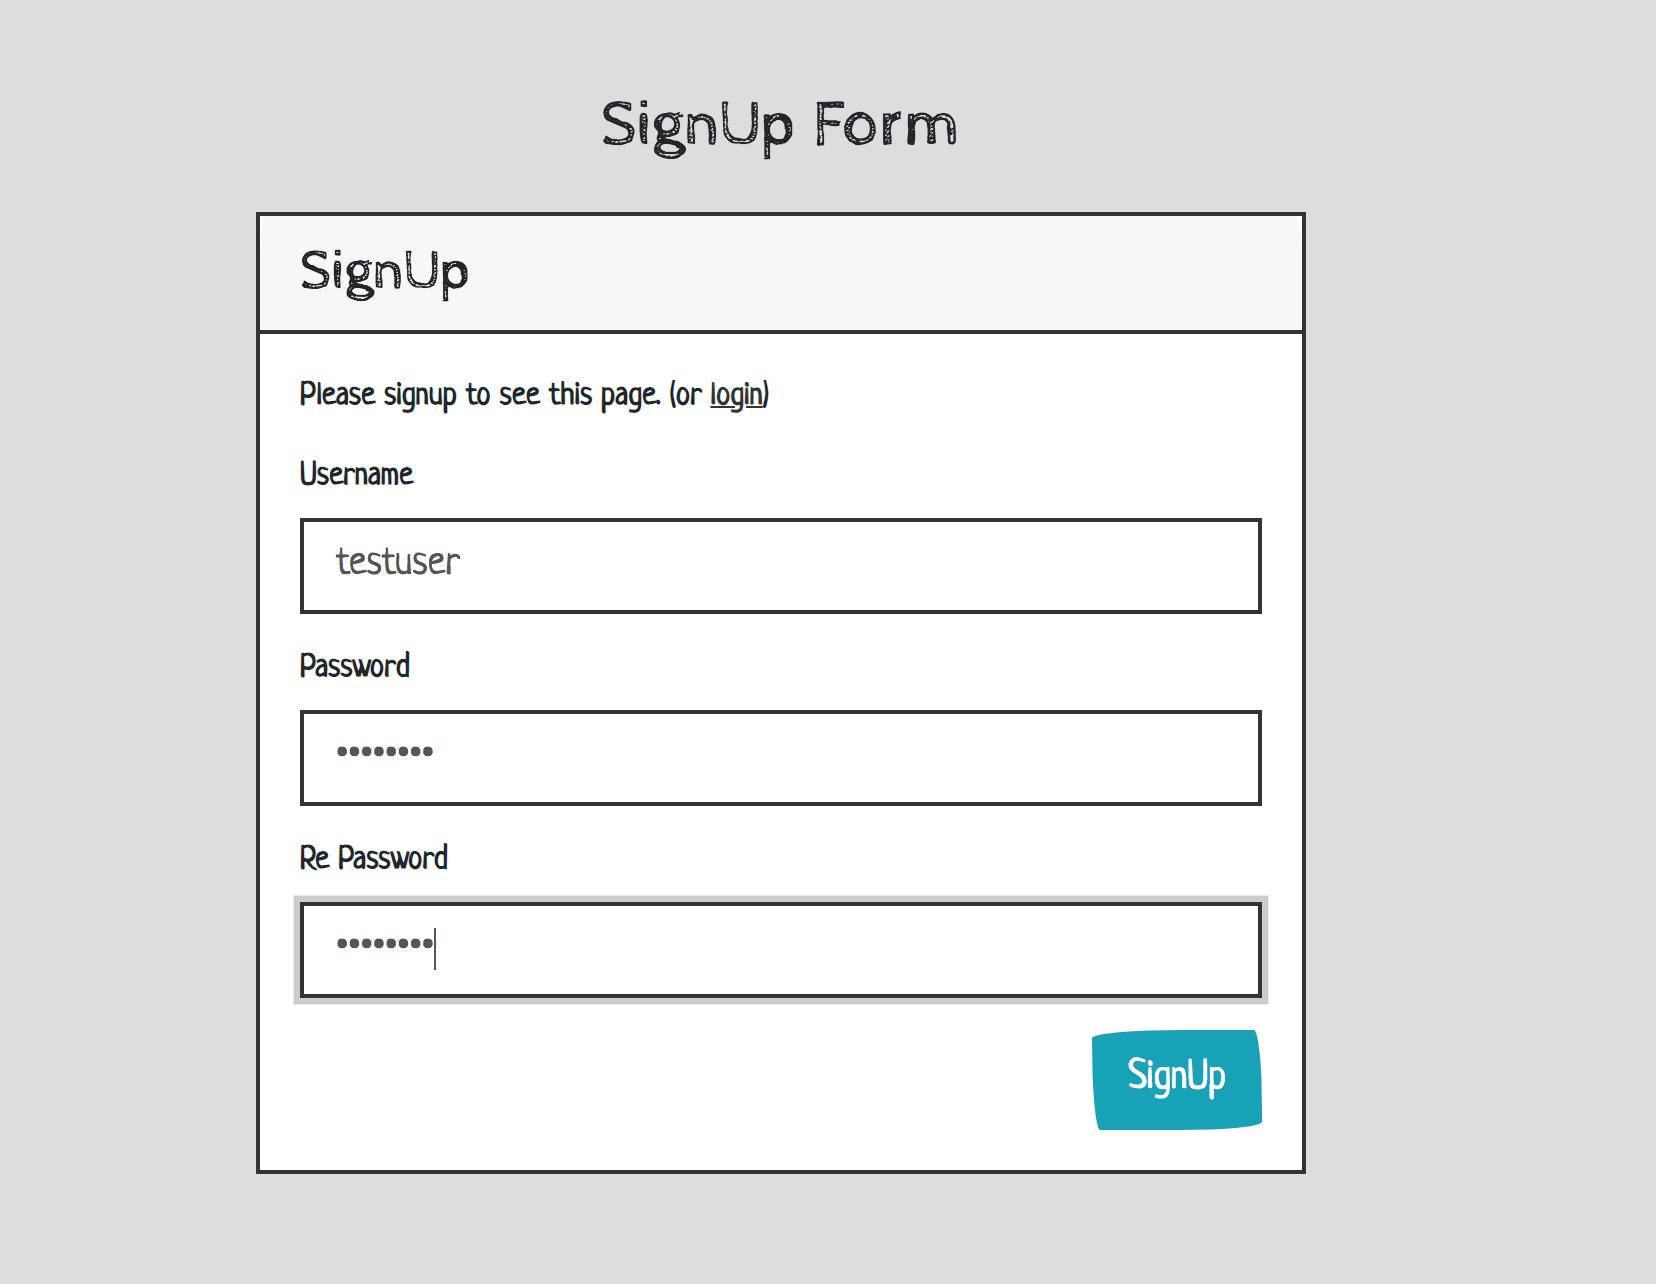 SignUp Form
SignUp
Please signup to see this page. (or login)
Username
testuser
Password
••••••••
Re Password
••••••••
SignUp